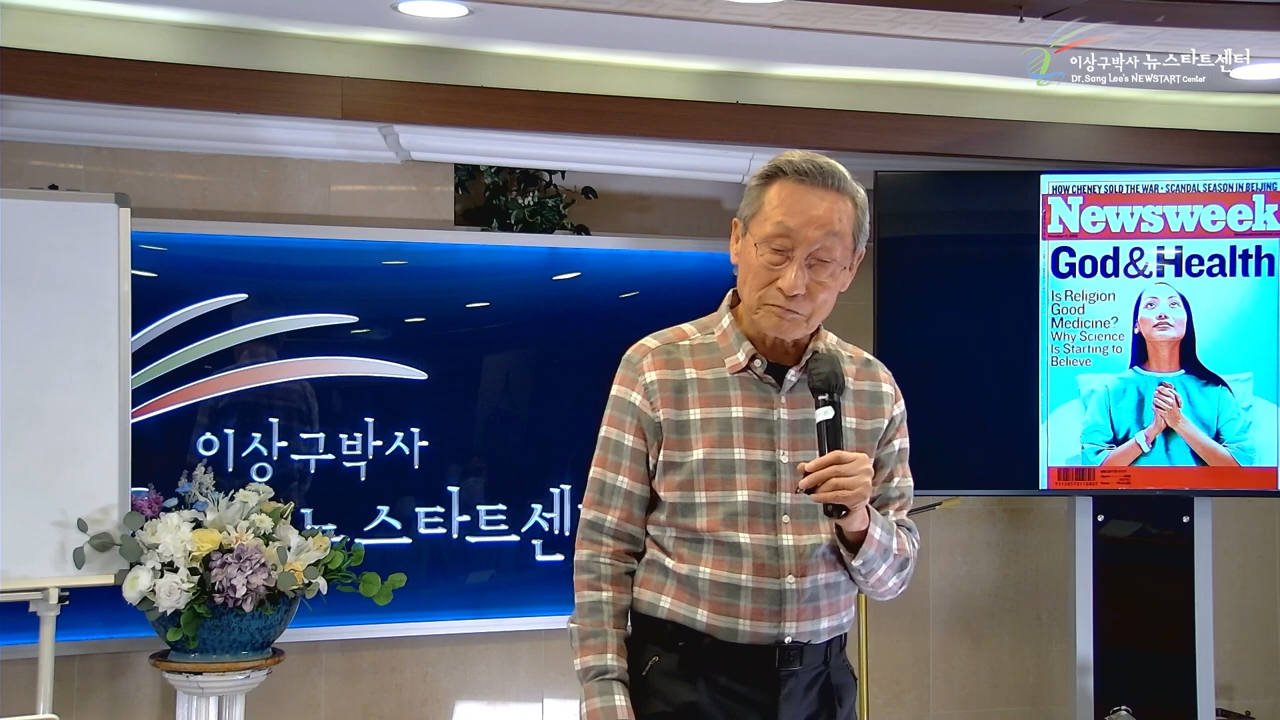 이상구박사 뉴스타트센터
Dr. Sang Lee's NEWSTART Center
HOW CHENEY SOLD THE WAR • SCANDAL SEASON IN BEIJING
Newsweek
God & Health
Is Religion
Good
Medicine?
Why Science
Is Starting to
Believe
이상구박사
뉴스타트센